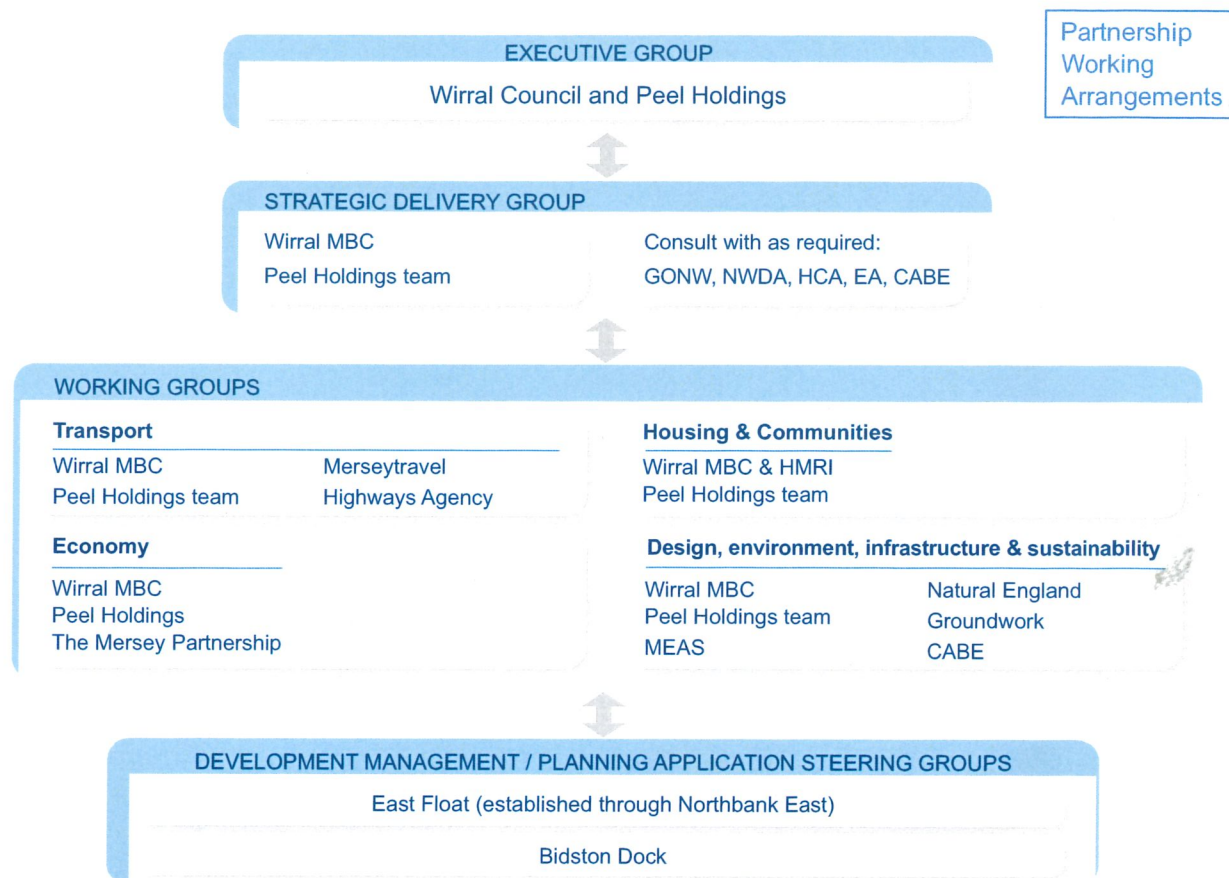 Partnership
Working
Arrangements
EXECUTIVE GROUP
Wirral Council and Peel Holdings
STRATEGIC DELIVERY GROUP
Wirral MBC
Peel Holdings team
Consult with as required:
GONW, NWDA, HCA, EA, CABE
WORKING GROUPS
Transport
Wirral MBC
Peel Holdings team
Merseytravel
Highways Agency
Housing & Communities
Wirral MBC & HMRI
Peel Holdings team
Economy
Wirral MBC
Peel Holdings
The Mersey Partnership
Design, environment, infrastructure & sustainability
Wirral MBC
Peel Holdings team
MEAS
Natural England
Groundwork
CABE
DEVELOPMENT MANAGEMENT / PLANNING APPLICATION STEERING GROUPS
East Float (established through Northbank East)
Bidston Dock